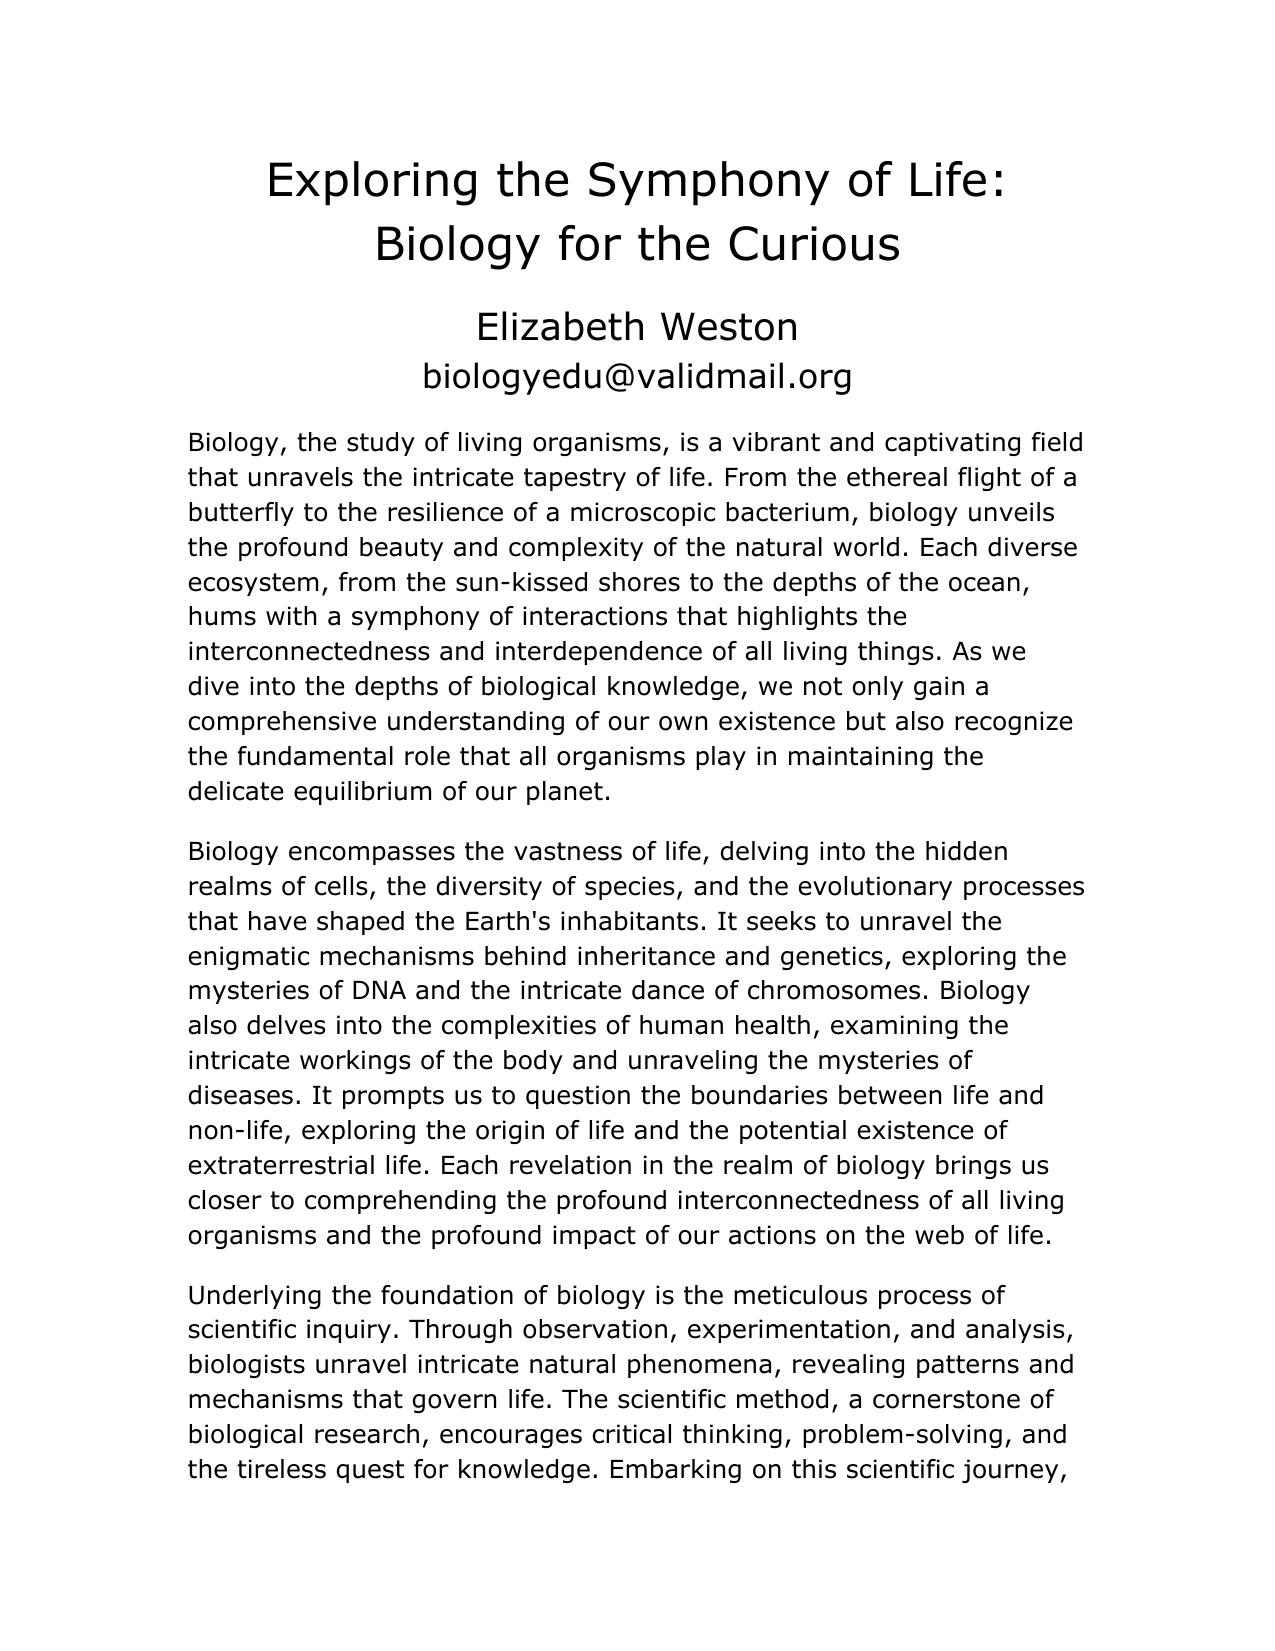 Exploring the Symphony of Life:
Biology for the Curious
Elizabeth Weston
biologyedu@validmail.org
Biology, the study of living organisms, is a vibrant and captivating field
that unravels the intricate tapestry of life. From the ethereal flight of a
butterfly to the resilience of a microscopic bacterium, biology unveils
the profound beauty and complexity of the natural world. Each diverse
ecosystem, from the sun-kissed shores to the depths of the ocean,
hums with a symphony of interactions that highlights the
interconnectedness and interdependence of all living things. As we
dive into the depths of biological knowledge, we not only gain a
comprehensive understanding of our own existence but also recognize
the fundamental role that all organisms play in maintaining the
delicate equilibrium of our planet.
Biology encompasses the vastness of life, delving into the hidden
realms of cells, the diversity of species, and the evolutionary processes
that have shaped the Earth's inhabitants. It seeks to unravel the
enigmatic mechanisms behind inheritance and genetics, exploring the
mysteries of DNA and the intricate dance of chromosomes. Biology
also delves into the complexities of human health, examining the
intricate workings of the body and unraveling the mysteries of
diseases. It prompts us to question the boundaries between life and
non-life, exploring the origin of life and the potential existence of
extraterrestrial life. Each revelation in the realm of biology brings us
closer to comprehending the profound interconnectedness of all living
organisms and the profound impact of our actions on the web of life.
Underlying the foundation of biology is the meticulous process of
scientific inquiry. Through observation, experimentation, and analysis,
biologists unravel intricate natural phenomena, revealing patterns and
mechanisms that govern life. The scientific method, a cornerstone of
biological research, encourages critical thinking, problem-solving, and
the tireless quest for knowledge. Embarking on this scientific journey,